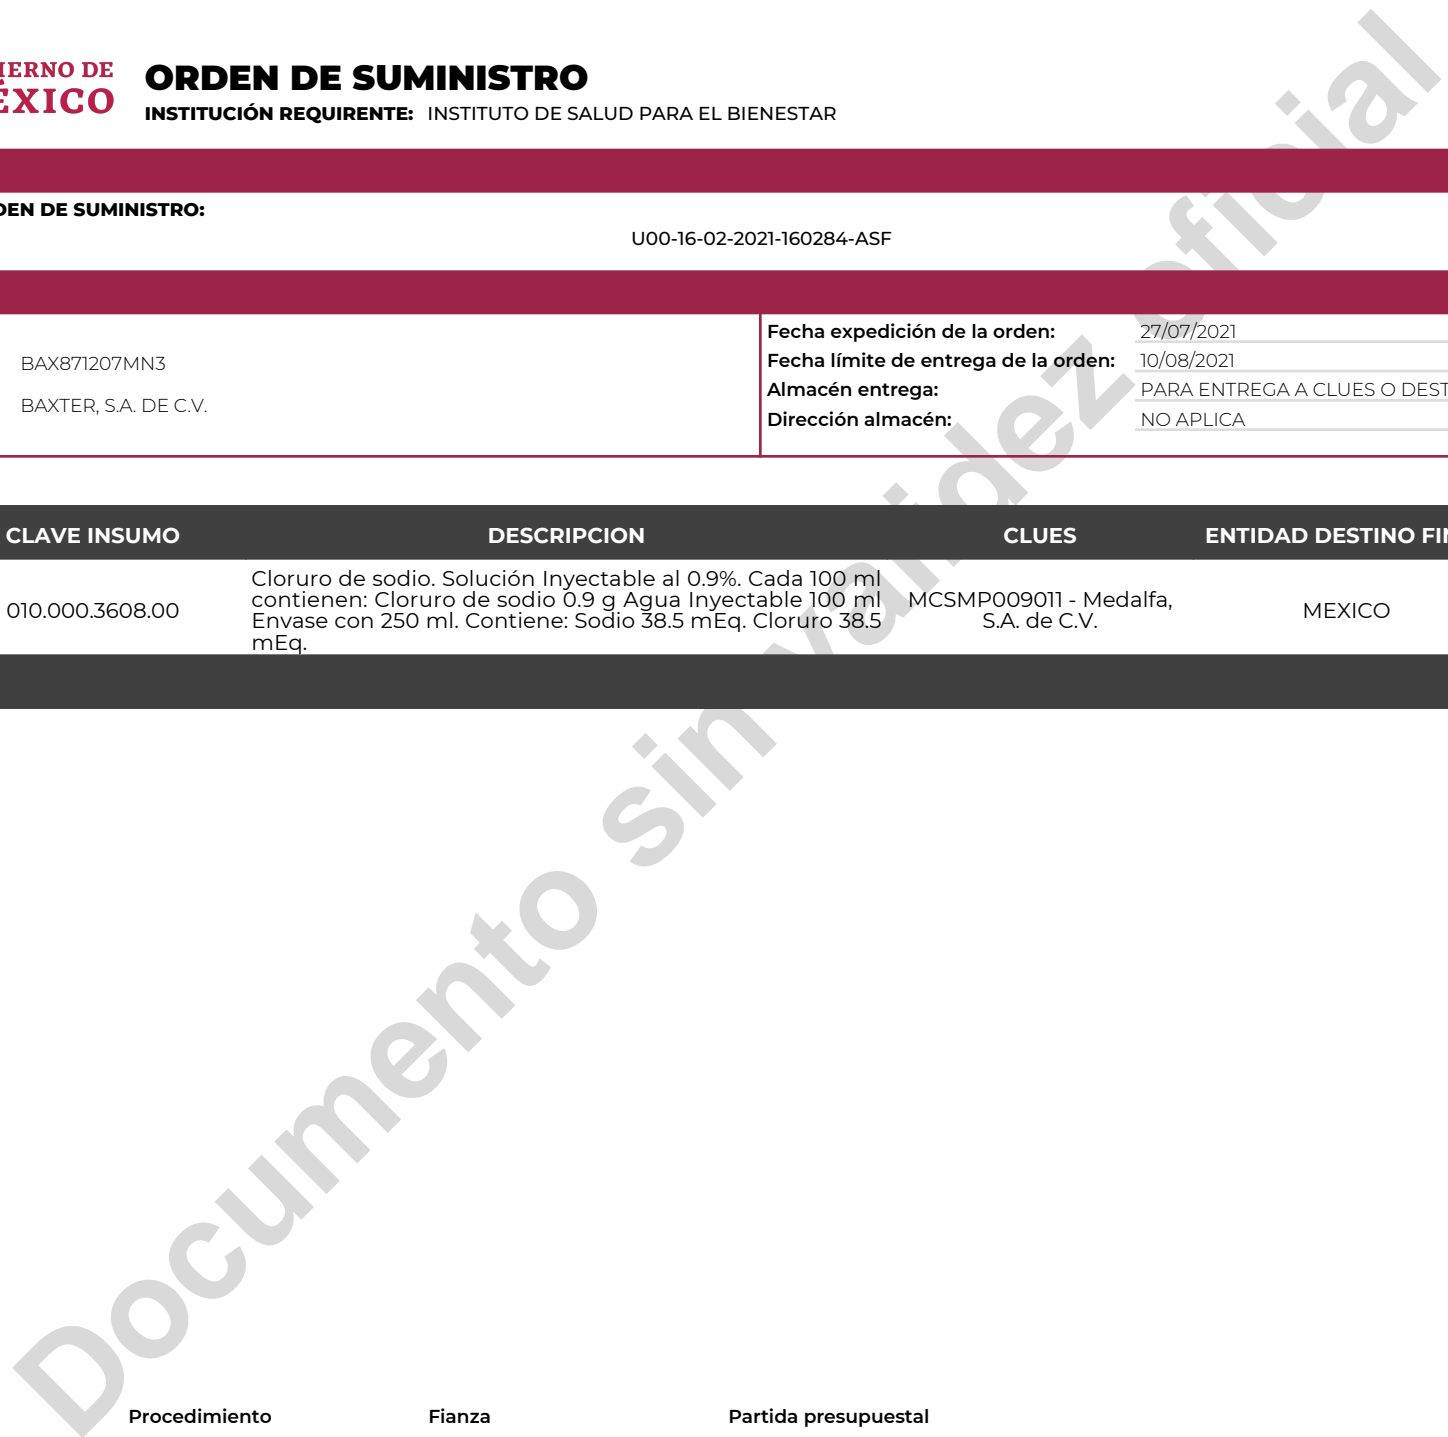 IERNO DE
ÉXICO
ORDEN DE SUMINISTRO
INSTITUCIÓN REQUIRENTE: INSTITUTO DE SALUD PARA EL BIENESTAR
DEN DE SUMINISTRO:
U00-16-02-2021-160284-ASF
BAX871207MN3
BAXTER, S.A. DE C.V.
Fecha expedición de la orden: 27/07/2021
Fecha límite de entrega de la orden: 10/08/2021
Almacén entrega: PARA ENTREGA A CLUES O DEST
Dirección almacén: NO APLICA
CLAVE INSUMO DESCRIPCION CLUES ENTIDAD DESTINO FIN
010.000.3608.00
Cloruro de sodio. Solución Inyectable al 0.9%. Cada 100 ml
contienen: Cloruro de sodio 0.9 g Agua Inyectable 100 ml
Envase con 250 ml. Contiene: Sodio 38.5 mEq. Cloruro 38.5
mEq.
MCSMP009011 - Medalfa,
S.A. de C.V.
MEXICO
Documento sin validez oficial
Procedimiento Fianza Partida presupuestal